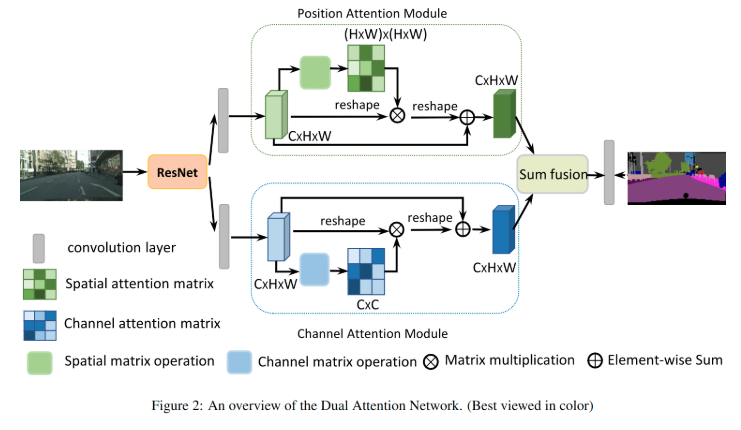 Position Attention Module
(HxW)x(HxW)
CxHxW
reshape
reshape
CxHxW
ResNet
Sum fusion
convolution layer
reshape
reshape
CxHxW
CxHxW
Spatial attention matrix
CxC
Channel attention matrix
Channel Attention Module
Spatial matrix operation
Channel matrix operation
Matrix multiplication
Element-wise Sum
Figure 2: An overview of the Dual Attention Network. (Best viewed in color)